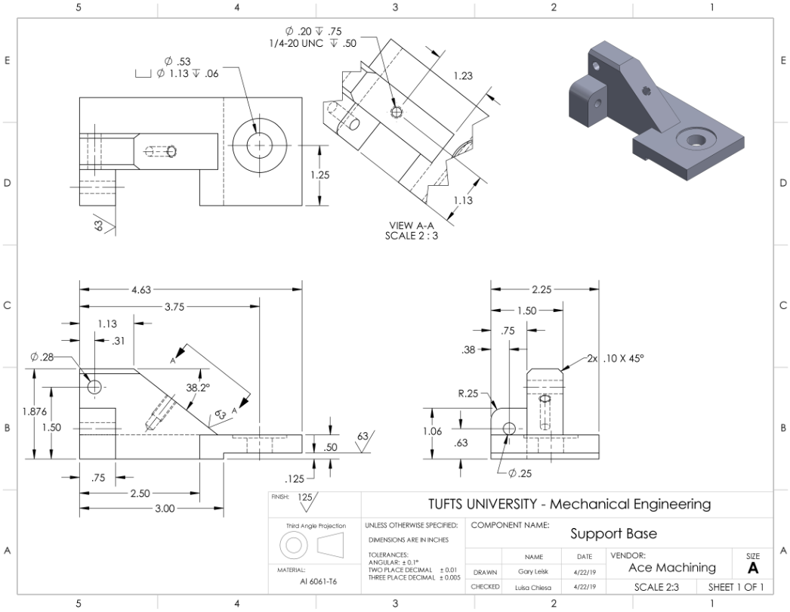 5 4 3 2 1
E
D
C
B
A
Ø .53
⌴ Ø 1.13 ↧ .06
Ø .20 ↧ .75
1/4-20 UNC ↧ .50
1.23
1.13
1.25
63
VIEW A-A
SCALE 2 : 3
4.63
3.75
1.13
.31
Ø.28
A
A
38.2°
63
1.876
1.50
.75
2.50
3.00
.50
.125
63
2.25
1.50
.75
.38
2x .10 X 45°
R.25
1.06
.63
Ø.25
FINISH: 125
Third Angle Projection
MATERIAL:
Al 6061-T6
UNLESS OTHERWISE SPECIFIED:
DIMENSIONS ARE IN INCHES
TOLERANCES:
ANGULAR: ± 0.1°
TWO PLACE DECIMAL ± 0.01
THREE PLACE DECIMAL ± 0.005
TUFTS UNIVERSITY - Mechanical Engineering
COMPONENT NAME:
Support Base
NAME DATE
DRAWN Gary Leisk 4/22/19
CHECKED Luisa Chiesa 4/22/19
VENDOR:
Ace Machining
SIZE
A
SCALE 2:3 SHEET 1 OF 1
E
D
C
B
A
5 4 3 2 1